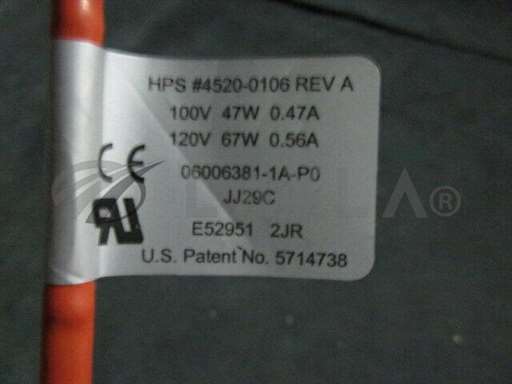 HPS #4520-0106 REV A
100V 47W 0.47A
120V 67W 0.56A
06006381-1A-P0
JJ29C
E52951 2JR
U.S. Patent No. 5714738